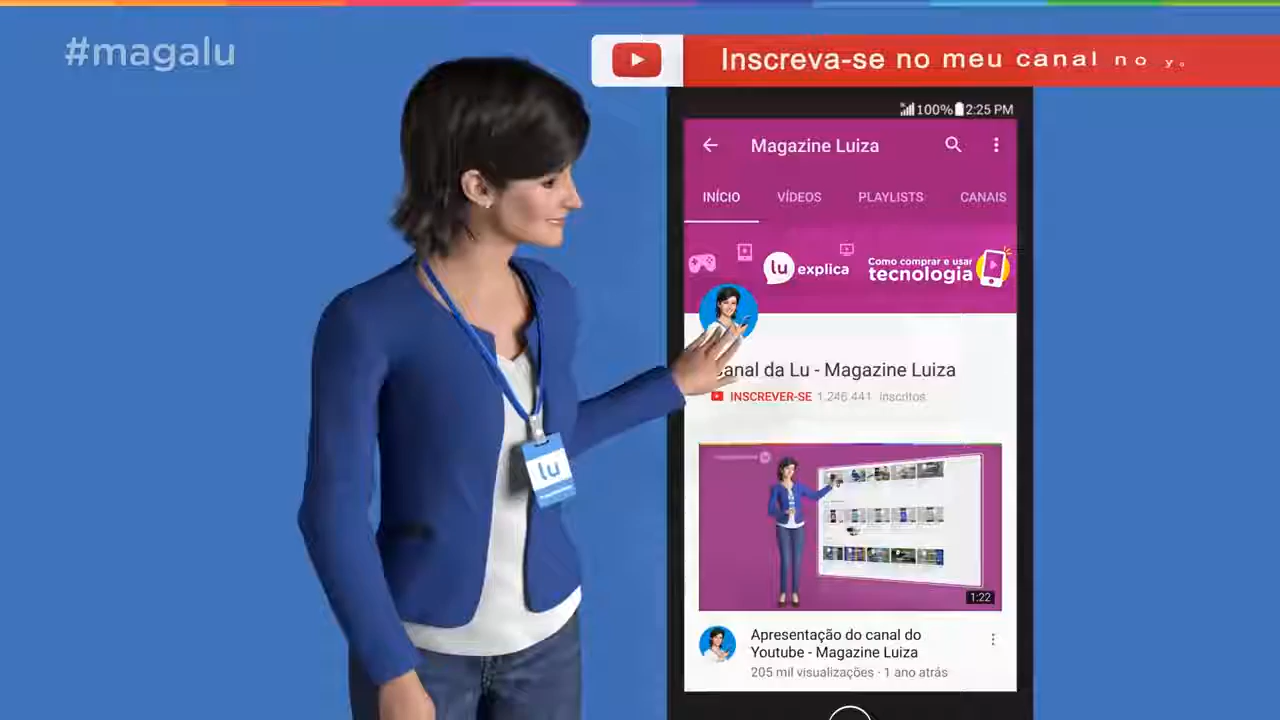 #magalu
Inscreva-se no meu canal no y.
100% 2:25 PM
Magazine Luiza
INÍCIO VÍDEOS PLAYLISTS CANAIS
lu explica
Como comprar e usar
tecnologia
anal da Lu - Magazine Luiza
INSCREVER-SE 1.246.441 inscritos
lu
1:22
Apresentação do canal do
Youtube - Magazine Luiza
205 mil visualizações · 1 ano atrás